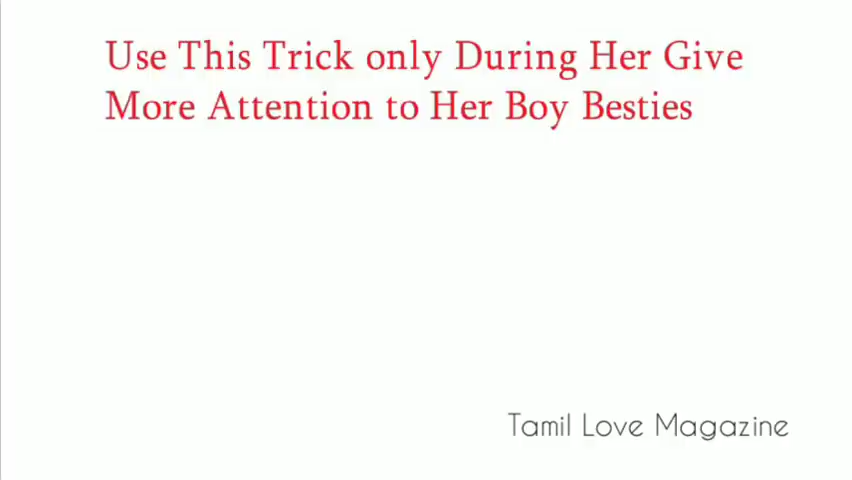 Use This Trick only During Her Give
More Attention to Her Boy Besties
Tamil Love Magazine